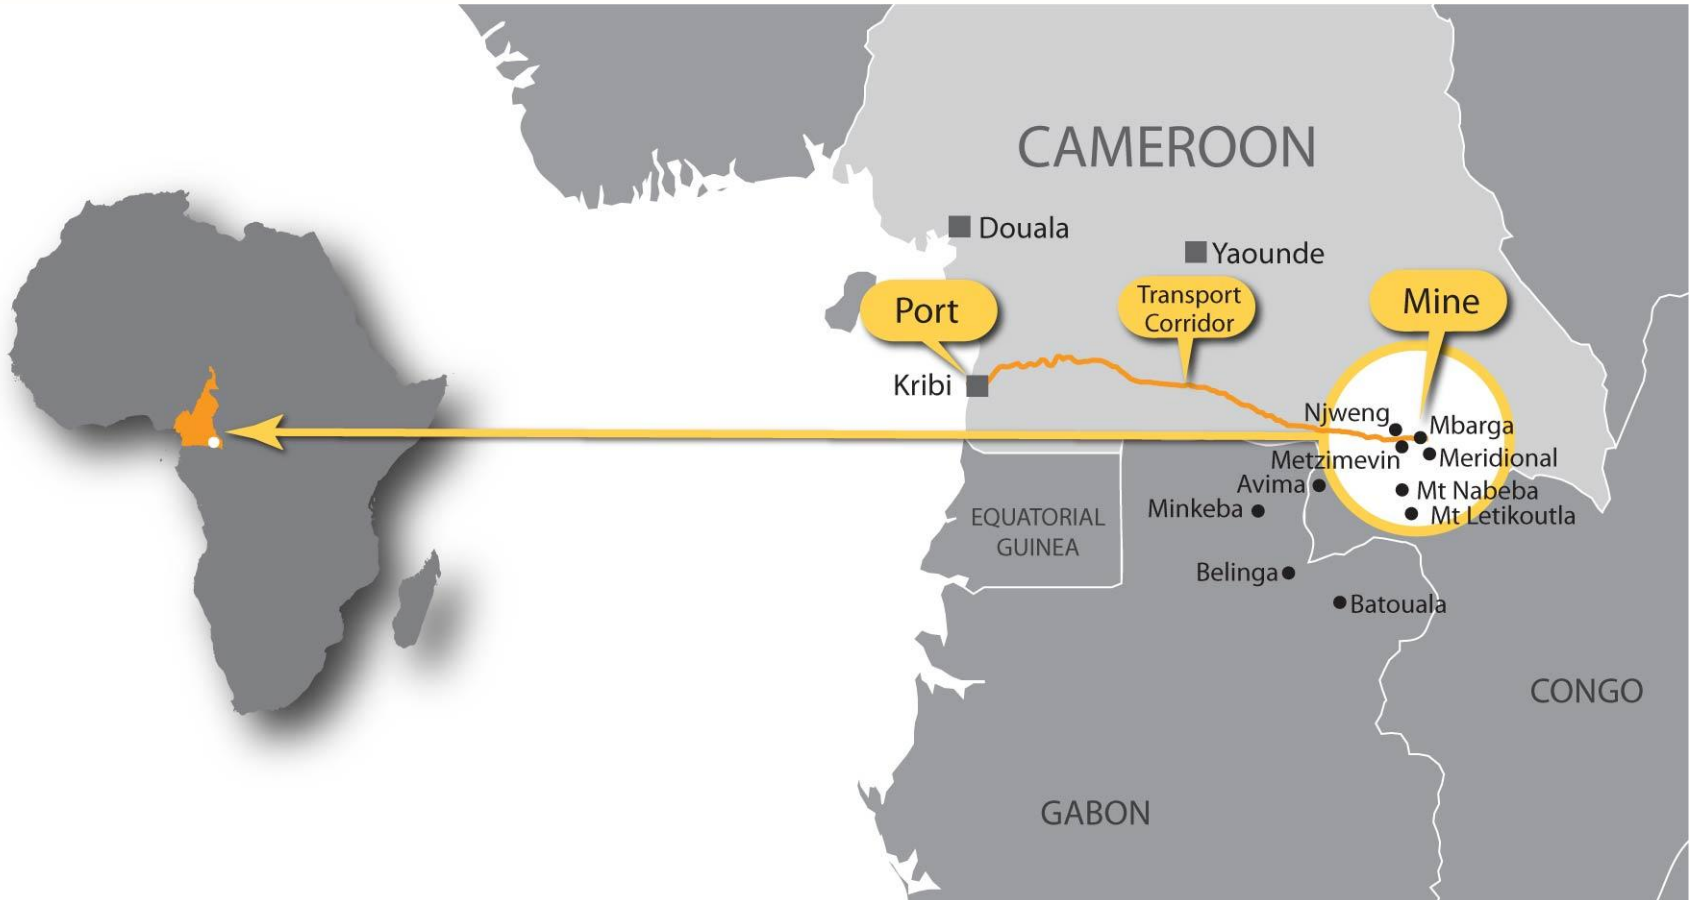 CAMEROON
Douala
Yaounde
Port
Transport
Corridor
Mine
Kribi
Njweng
Mbarga
Metzimevin
Meridional
Avima
Mt Nabeba
Minkeba
Mt Letikoutla
EQUATORIAL
GUINEA
Belinga
Batouala
CONGO
GABON